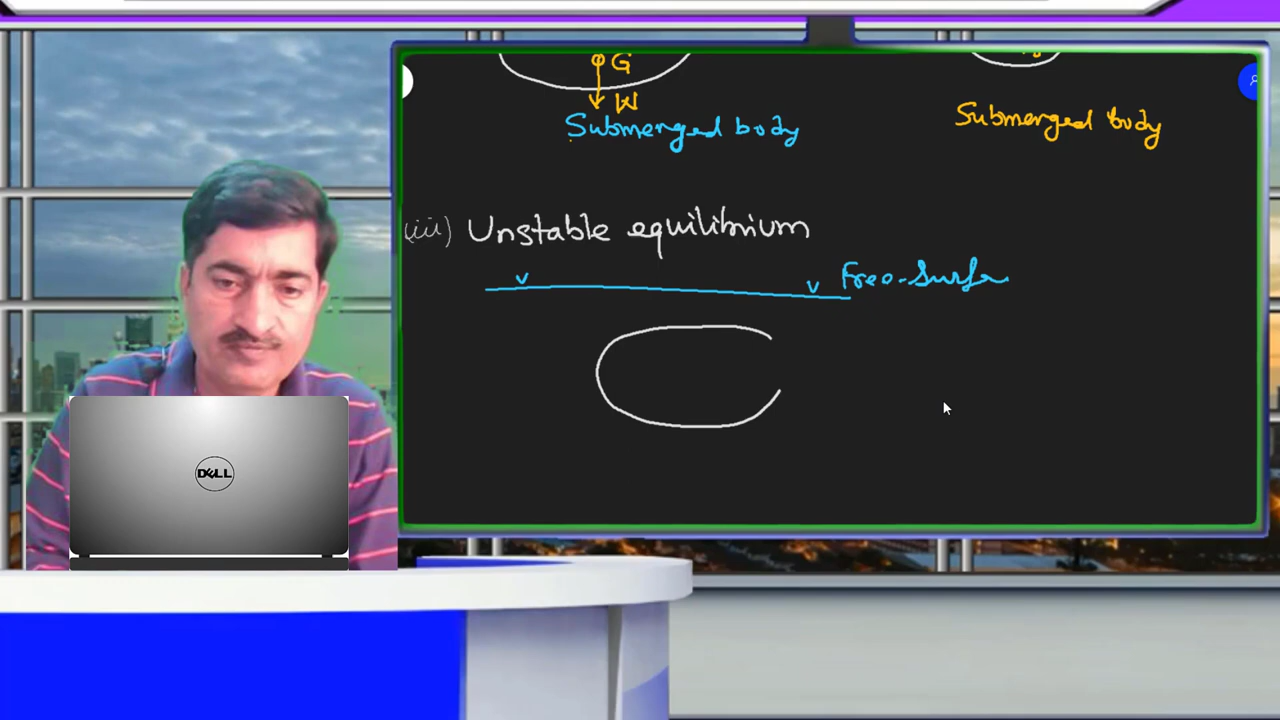 G
W
Submerged body
Submerged body
(iii) Unstable equilibrium
Free-Surfa
DELL